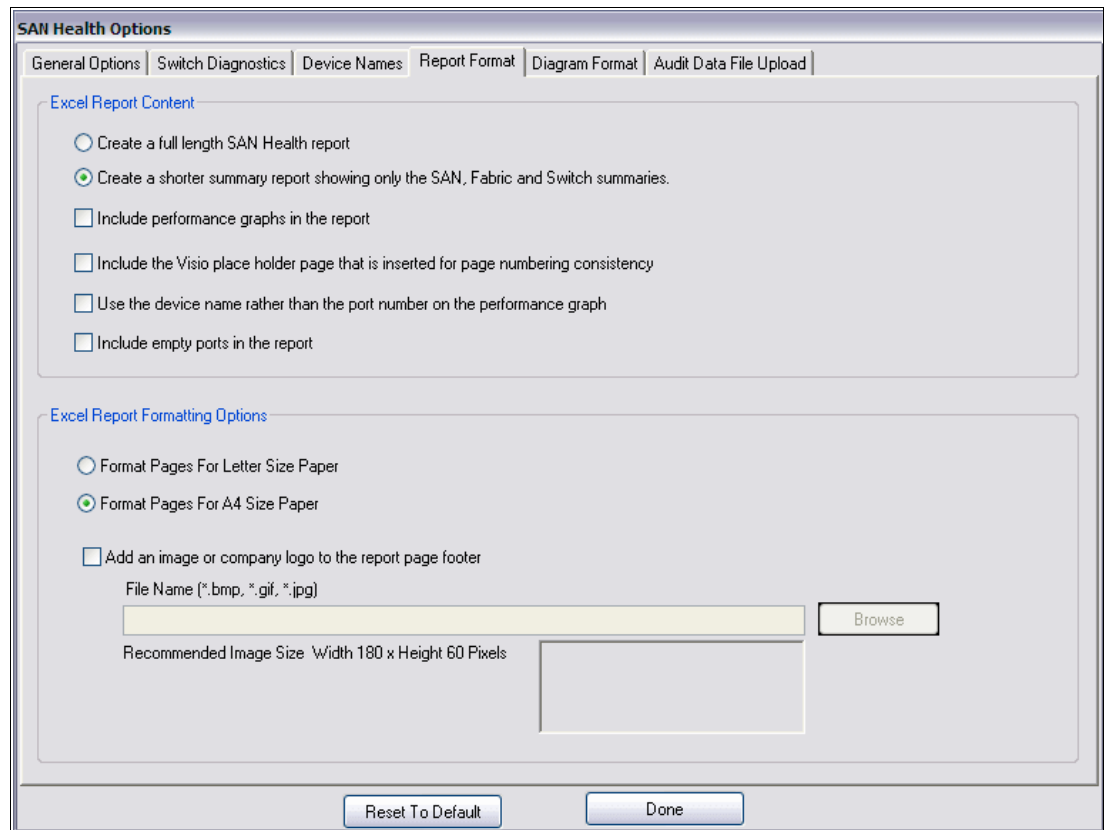 SAN Health Options
General Options Switch Diagnostics Device Names Report Format Diagram Format Audit Data File Upload
Excel Report Content
Create a full length SAN Health report
Create a shorter summary report showing only the SAN, Fabric and Switch summaries.
Include performance graphs in the report
Include the Visio place holder page that is inserted for page numbering consistency
Use the device name rather than the port number on the performance graph
Include empty ports in the report
Excel Report Formatting Options
Format Pages For Letter Size Paper
Format Pages For A4 Size Paper
Add an image or company logo to the report page footer
File Name (*.bmp, *.gif, *.jpg)
Browse
Recommended Image Size Width 180 x Height 60 Pixels
Reset To Default Done